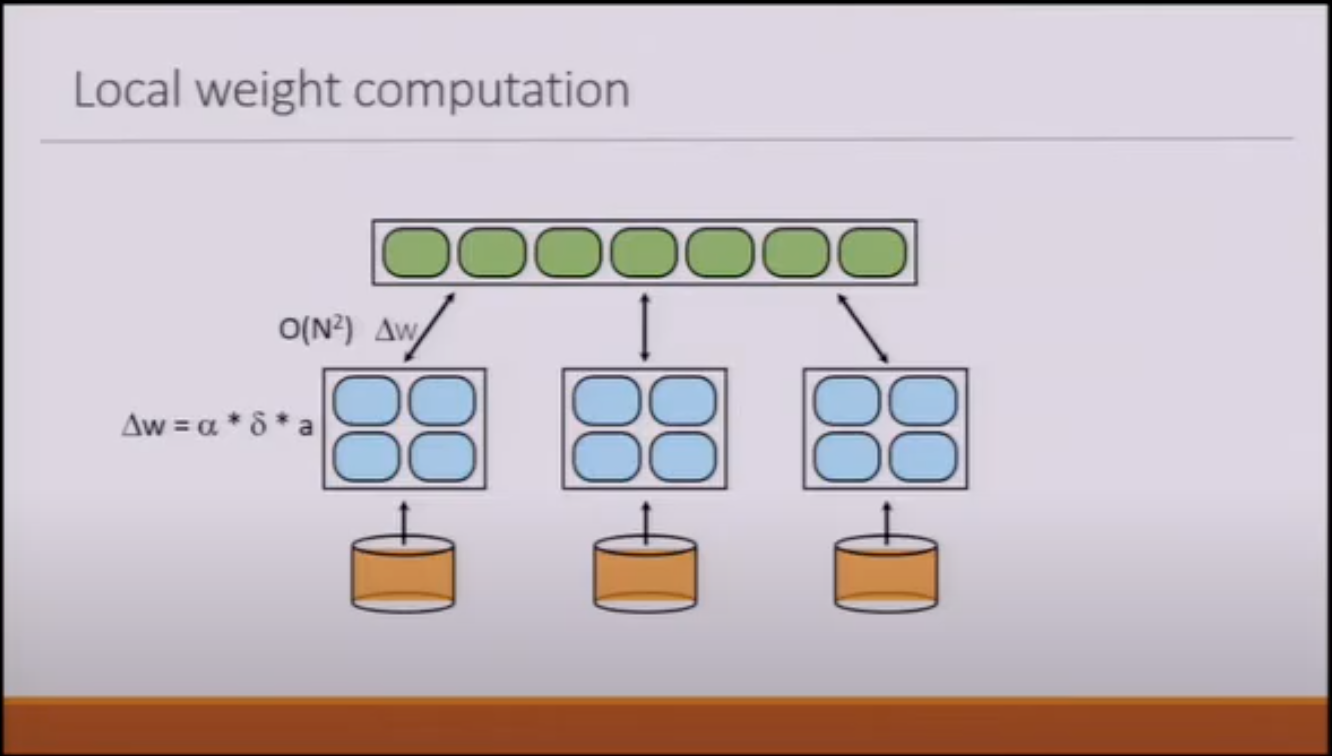 Local weight computation
O(N²) Δw
Δw = α * δ * a